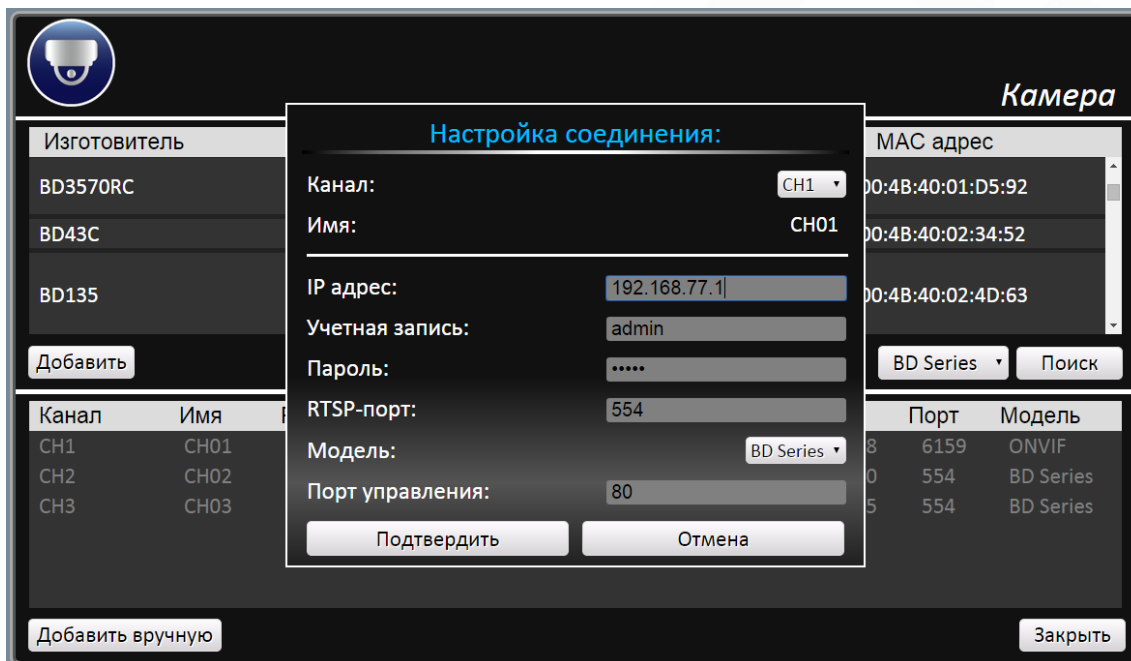 Камера
Изготовитель MAC адрес
BD3570RC 00:4B:40:01:D5:92
BD43C 00:4B:40:02:34:52
BD135 00:4B:40:02:4D:63
Добавить BD Series Поиск
Настройка соединения:
Канал: CH1
Имя: CH01
IP адрес: 192.168.77.1
Учетная запись: admin
Пароль: •••••
RTSP-порт: 554
Модель: BD Series
Порт управления: 80
Подтвердить Отмена
Канал Имя Порт Модель
CH1 CH01 8 6159 ONVIF
CH2 CH02 0 554 BD Series
CH3 CH03 5 554 BD Series
Добавить вручную Закрыть